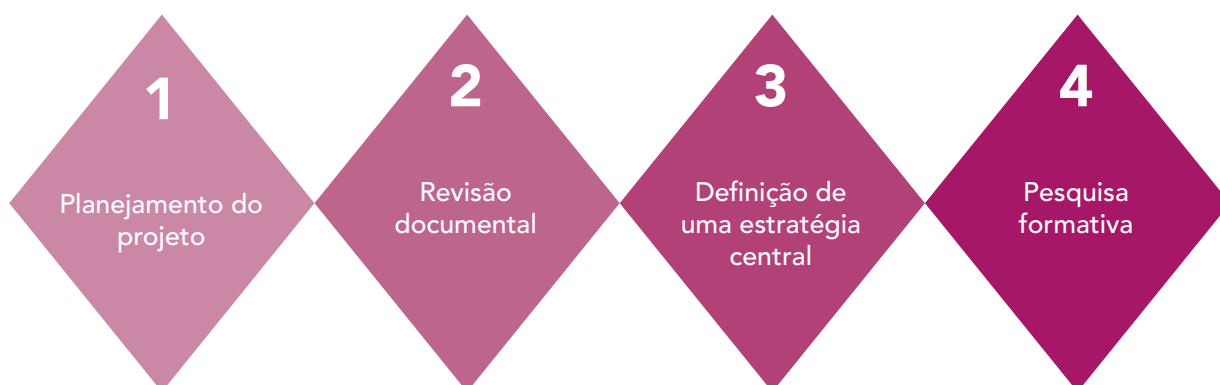 1
Planejamento do
projeto
2
Revisão
documental
3
Definição de
uma estratégia
central
4
Pesquisa
formativa